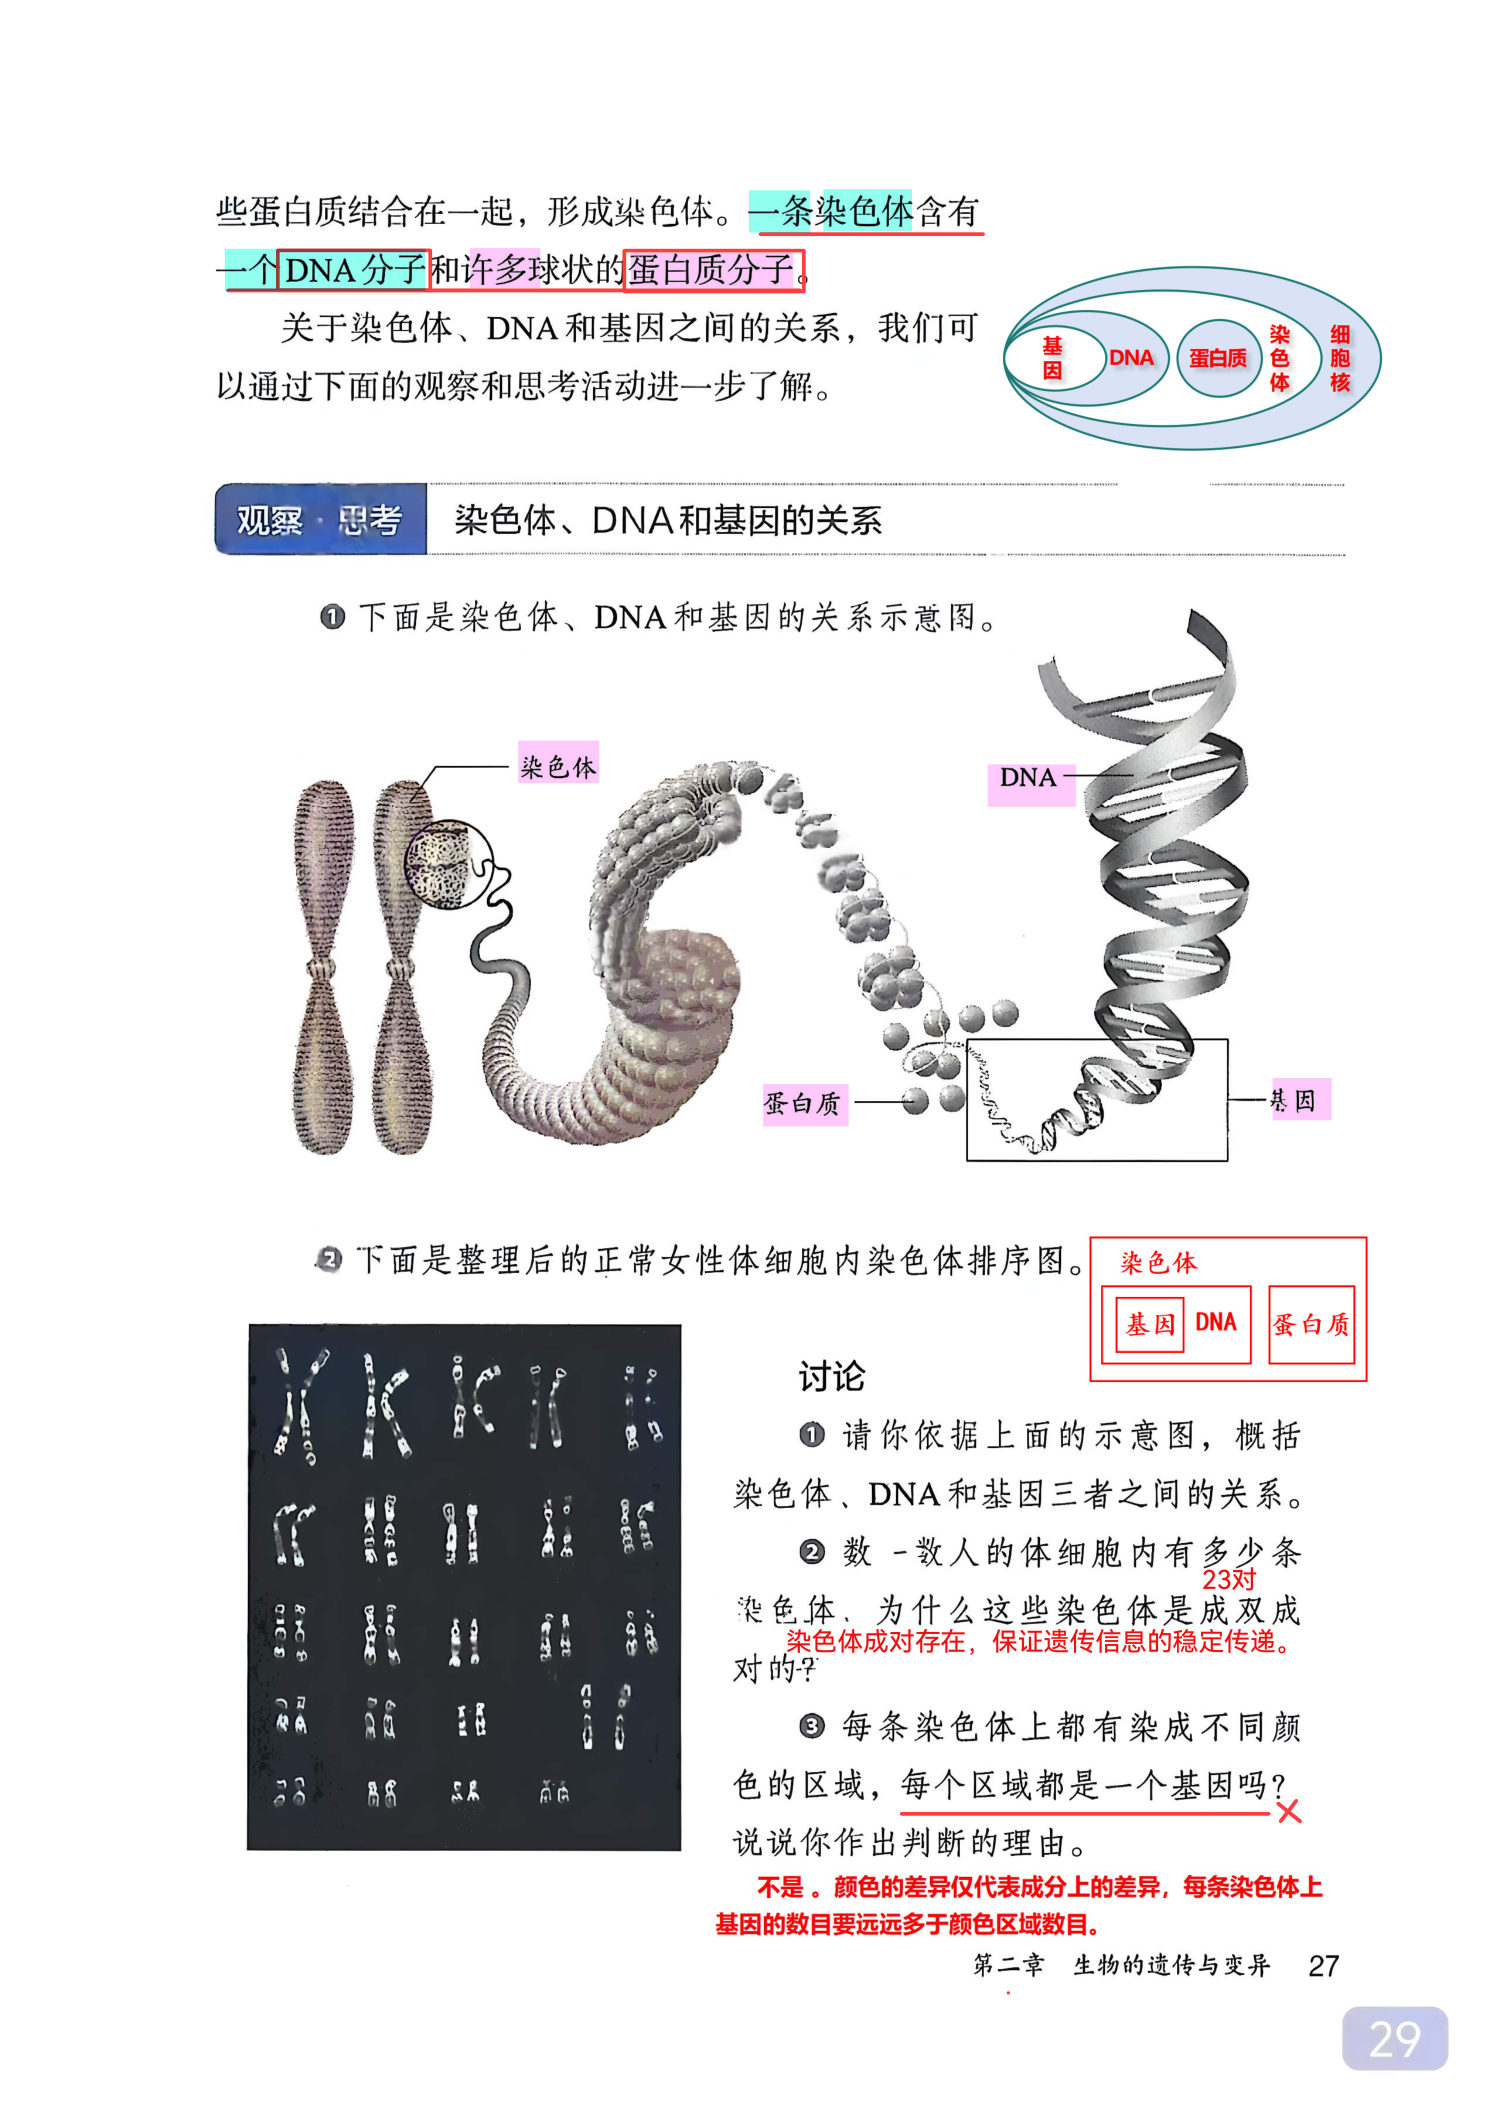 些蛋白质结合在一起，形成染色体。一条染色体含有
一个DNA分子和许多球状的蛋白质分子。
关于染色体、DNA和基因之间的关系，我们可
以通过下面的观察和思考活动进一步了解。
基因
DNA
蛋白质
染色体
细胞核
观察·思考
染色体、DNA和基因的关系
❶ 下面是染色体、DNA和基因的关系示意图。
染色体
DNA
蛋白质
基因
❷ 下面是整理后的正常女性体细胞内染色体排序图。
染色体
基因 DNA 蛋白质
讨论
❶ 请你依据上面的示意图，概括
染色体、DNA和基因三者之间的关系。
❷ 数一数人的体细胞内有多少条
23对
染色体．为什么这些染色体是成双成
染色体成对存在，保证遗传信息的稳定传递。
对的？
❸ 每条染色体上都有染成不同颜
色的区域，每个区域都是一个基因吗？
说说你作出判断的理由。
不是。颜色的差异仅代表成分上的差异，每条染色体上
基因的数目要远远多于颜色区域数目。
第二章 生物的遗传与变异 27
29